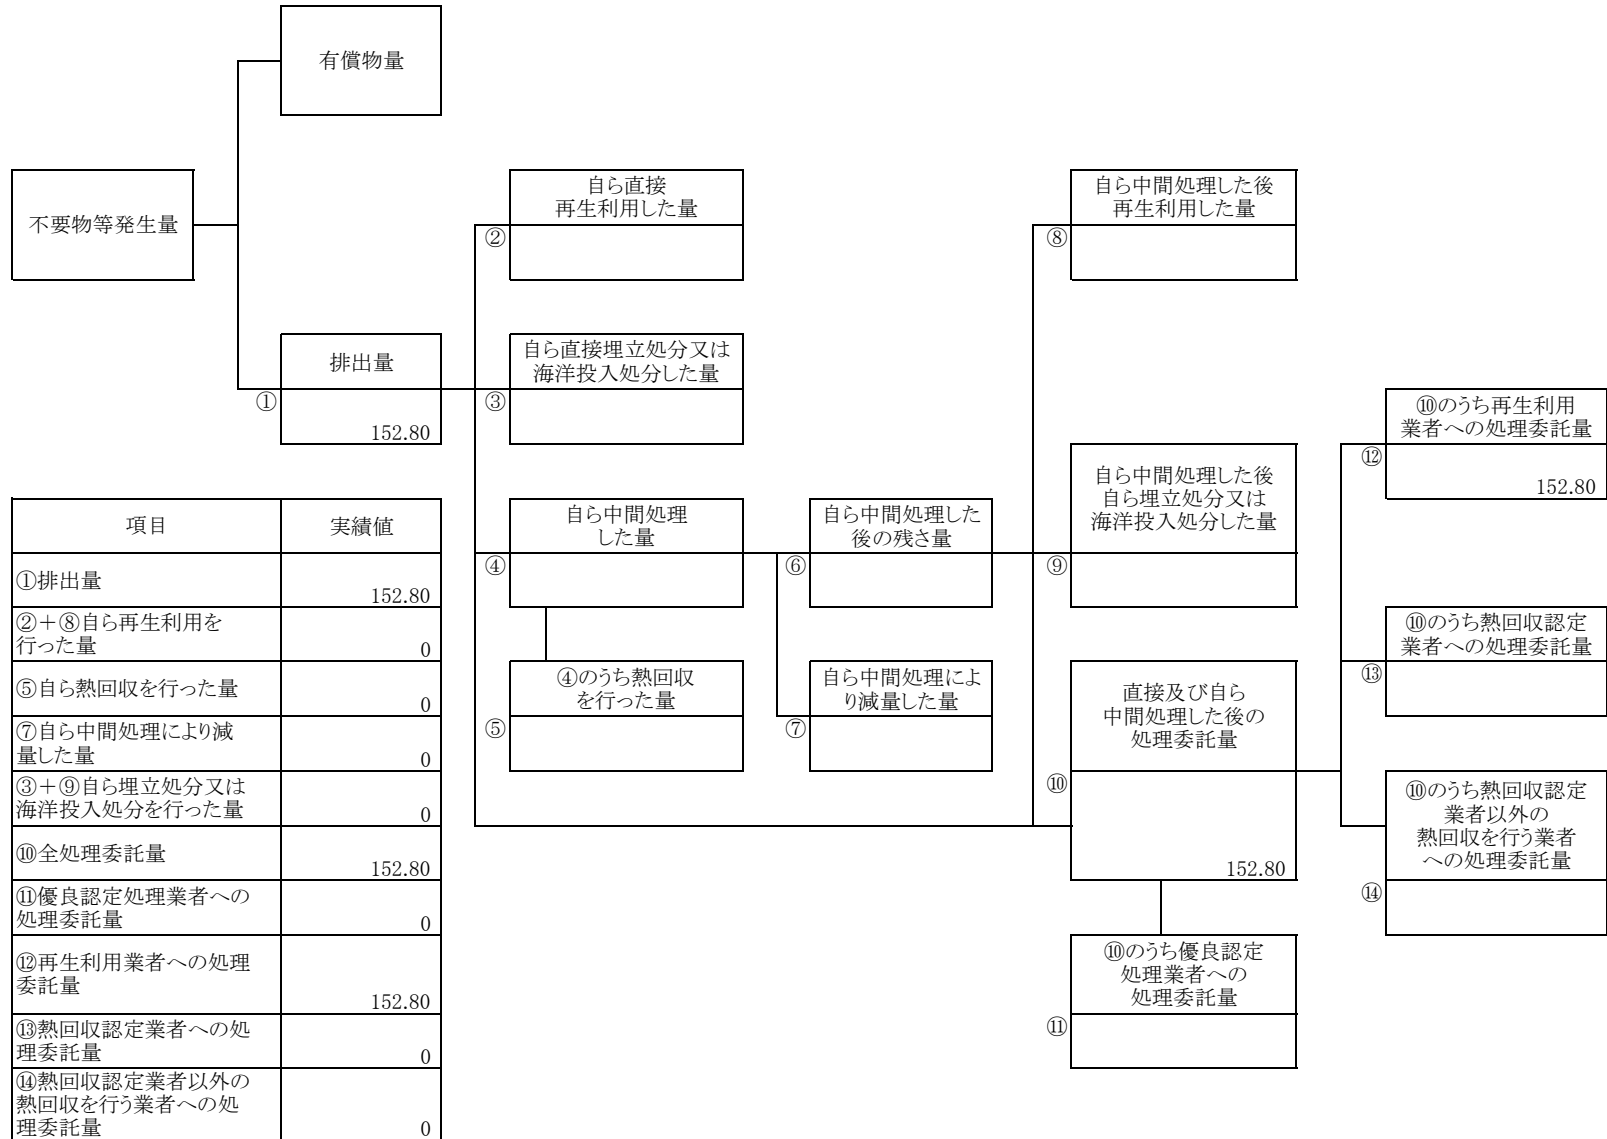 有償物量
不要物等発生量
自ら直接
再生利用した量
②
自ら中間処理した後
再生利用した量
⑧
排出量
①
152.80
自ら直接埋立処分又は
海洋投入処分した量
③
⑩のうち再生利用
業者への処理委託量
⑫
152.80
自ら中間処理
した量
④
自ら中間処理した
後の残さ量
⑥
自ら中間処理した後
自ら埋立処分又は
海洋投入処分した量
⑨
④のうち熱回収
を行った量
⑤
自ら中間処理によ
り減量した量
⑦
直接及び自ら
中間処理した後の
処理委託量
⑩
152.80
⑩のうち熱回収認定
業者への処理委託量
⑬
⑩のうち熱回収認定
業者以外の
熱回収を行う業者
への処理委託量
⑭
⑩のうち優良認定
処理業者への
処理委託量
⑪
項目 実績値
①排出量
152.80
②＋⑧自ら再生利用を
行った量
0
⑤自ら熱回収を行った量
0
⑦自ら中間処理により減
量した量
0
③＋⑨自ら埋立処分又は
海洋投入処分を行った量
0
⑩全処理委託量
152.80
⑪優良認定処理業者への
処理委託量
0
⑫再生利用業者への処理
委託量
152.80
⑬熱回収認定業者への処
理委託量
0
⑭熱回収認定業者以外の
熱回収を行う業者への処
理委託量
0